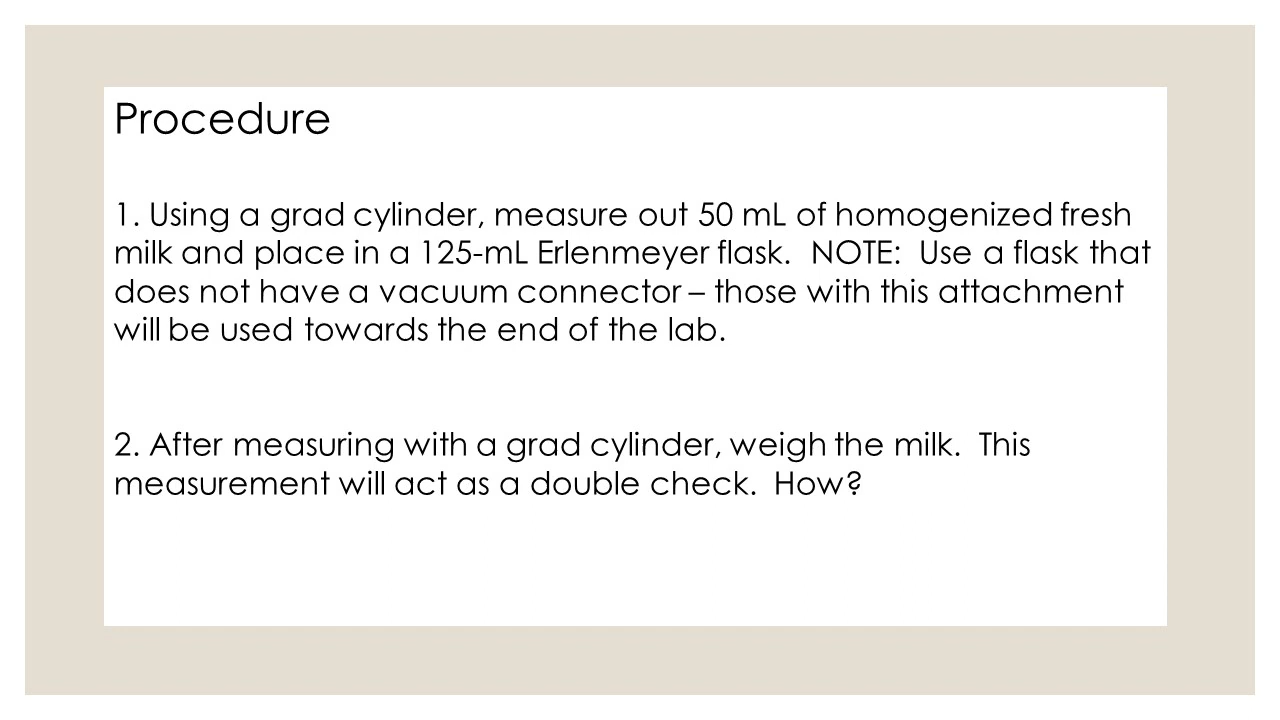 Procedure
1. Using a grad cylinder, measure out 50 mL of homogenized fresh
milk and place in a 125-mL Erlenmeyer flask.  NOTE:  Use a flask that
does not have a vacuum connector – those with this attachment
will be used towards the end of the lab.
2. After measuring with a grad cylinder, weigh the milk.  This
measurement will act as a double check.  How?